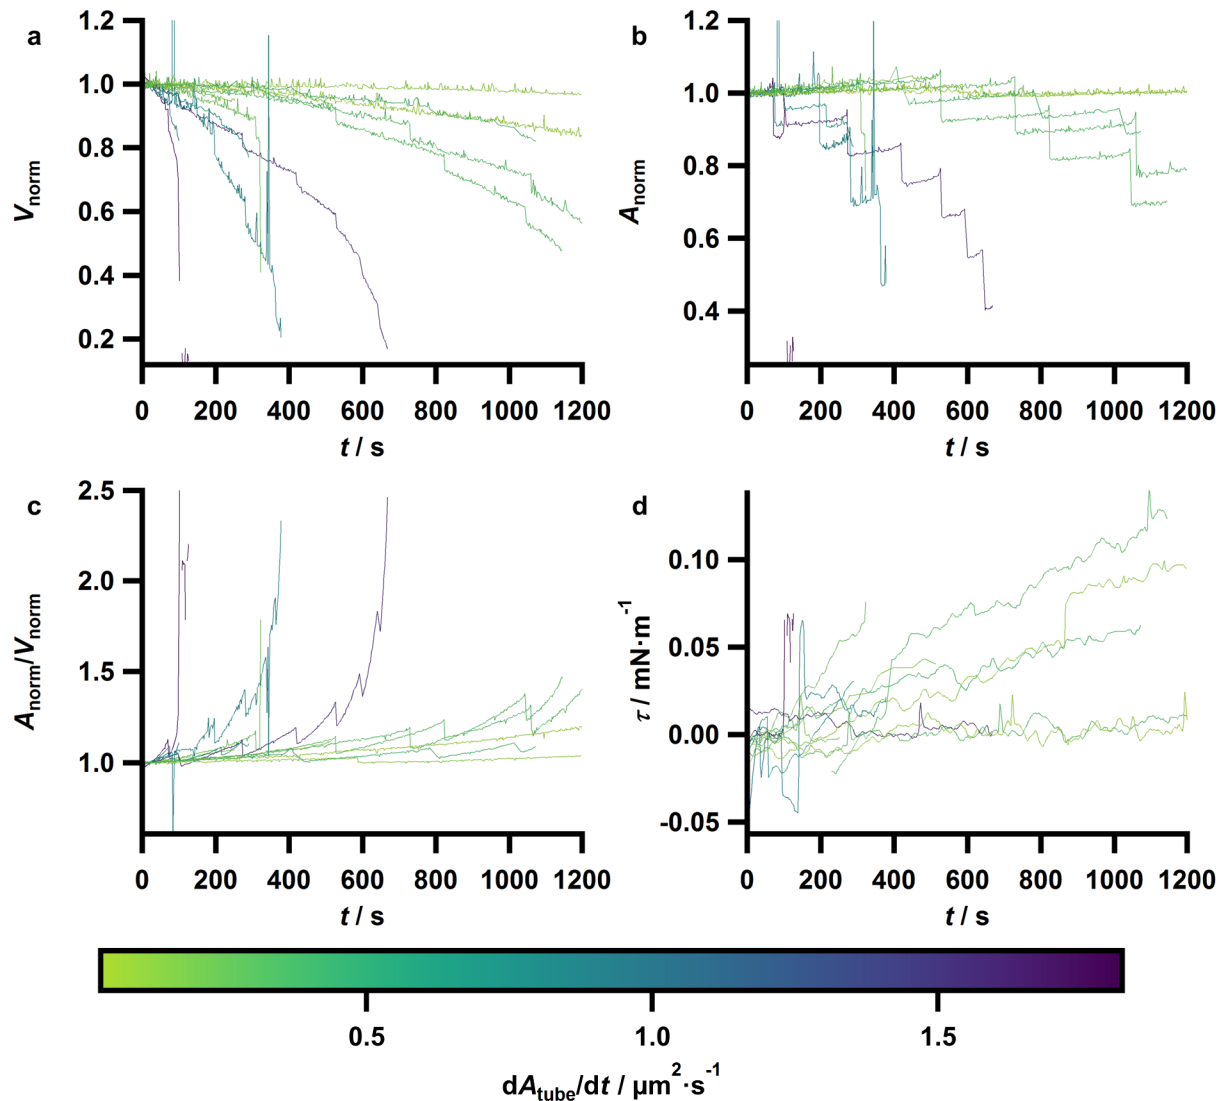 a
1.2
1.0
0.8
0.6
0.4
0.2
Vnorm
0 200 400 600 800 1000 1200
t / s
b
1.2
1.0
0.8
0.6
0.4
Anorm
0 200 400 600 800 1000 1200
t / s
c
2.5
2.0
1.5
1.0
Anorm/Vnorm
0 200 400 600 800 1000 1200
t / s
d
0.10
0.05
0.00
-0.05
τ / mN·m⁻¹
0 200 400 600 800 1000 1200
t / s
0.5 1.0 1.5
dAtube/dt / µm²·s⁻¹